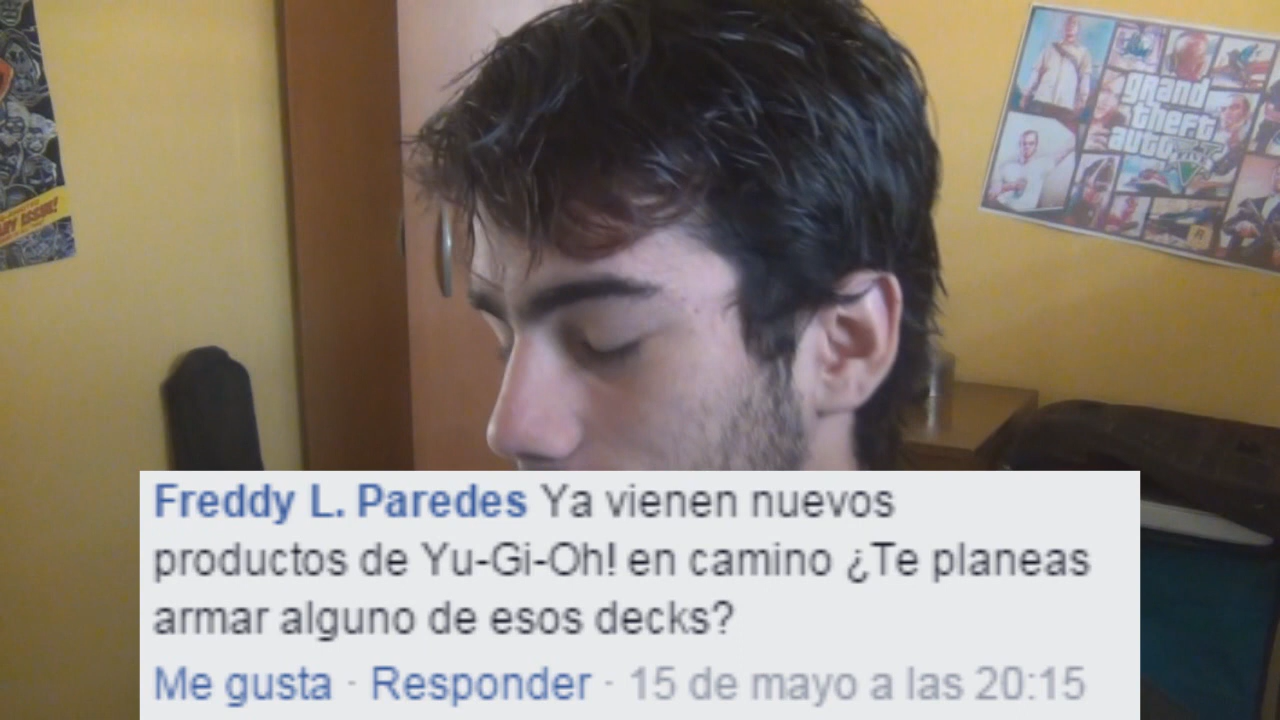 grand
theft
auto
Freddy L. Paredes Ya vienen nuevos
productos de Yu-Gi-Oh! en camino ¿Te planeas
armar alguno de esos decks?
Me gusta · Responder · 15 de mayo a las 20:15